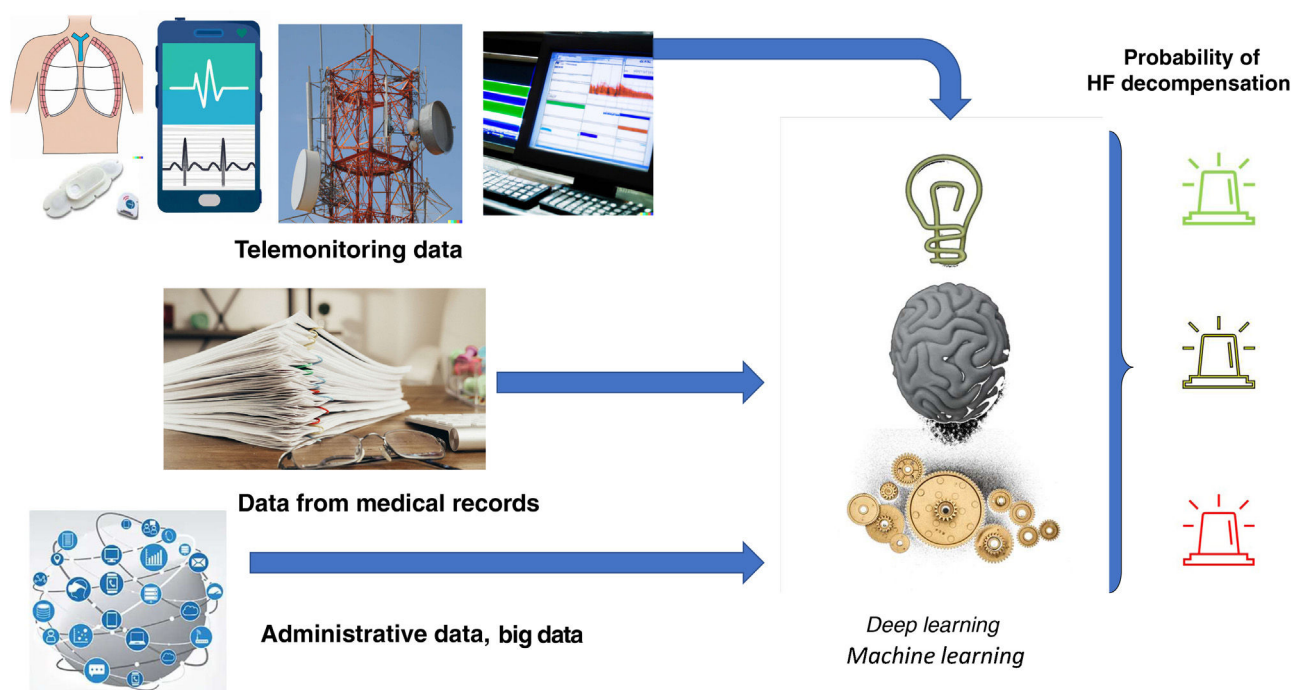 Probability of
HF decompensation
Telemonitoring data
Data from medical records
Administrative data, big data
Deep learning
Machine learning